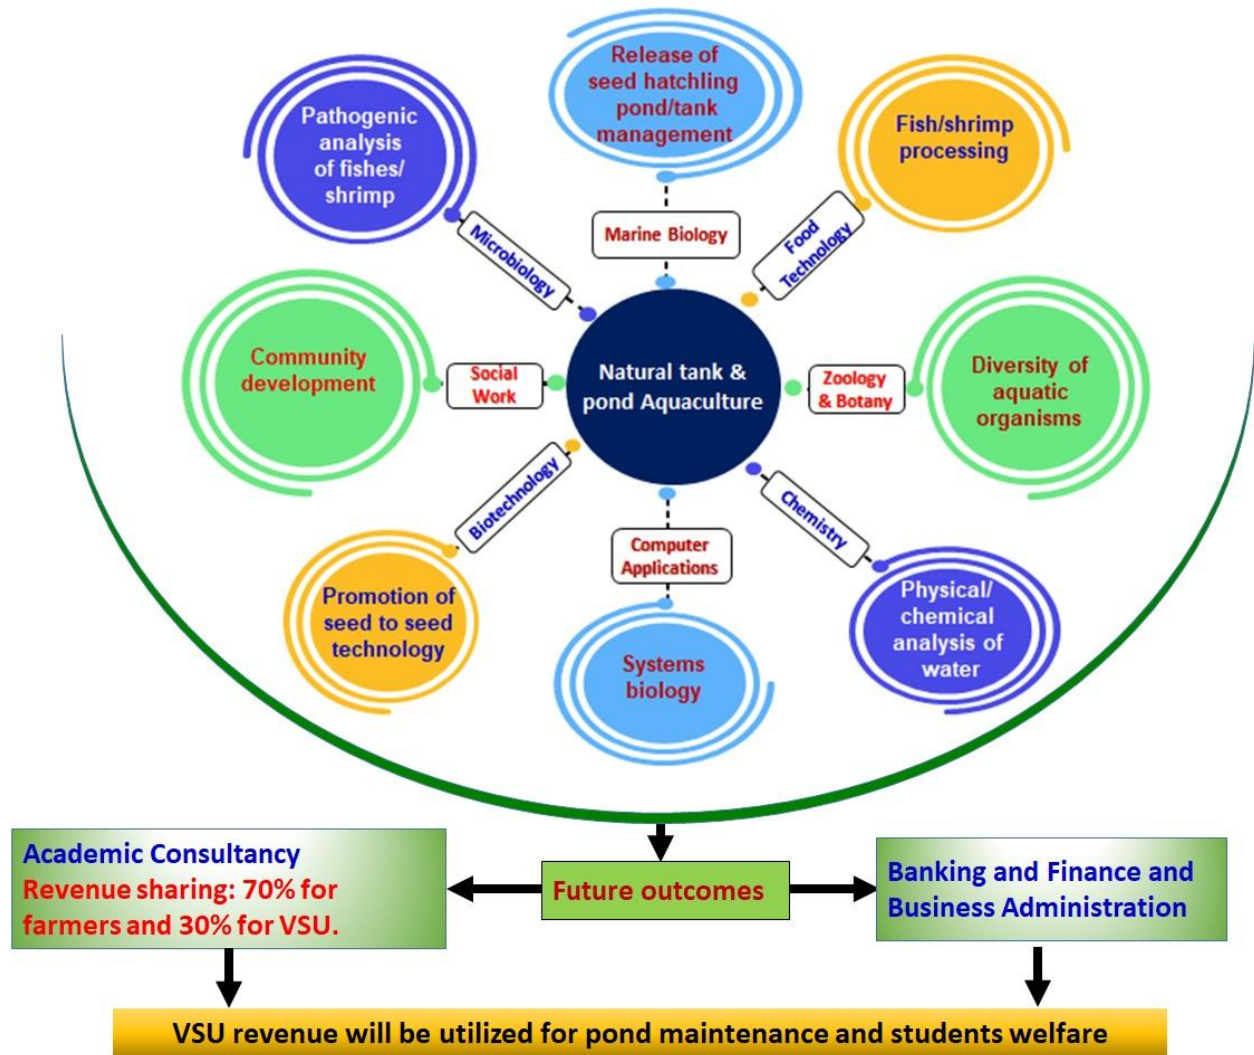 Release of
seed hatchling
pond/tank
management
Pathogenic
analysis
of fishes/
shrimp
Fish/shrimp
processing
Marine Biology
Microbiology
Food
Technology
Community
development
Social
Work
Natural tank &
pond Aquaculture
Zoology
& Botany
Diversity of
aquatic
organisms
Biotechnology
Computer
Applications
Chemistry
Promotion of
seed to seed
technology
Systems
biology
Physical/
chemical
analysis of
water
Academic Consultancy
Revenue sharing: 70% for
farmers and 30% for VSU.
Future outcomes
Banking and Finance and
Business Administration
VSU revenue will be utilized for pond maintenance and students welfare